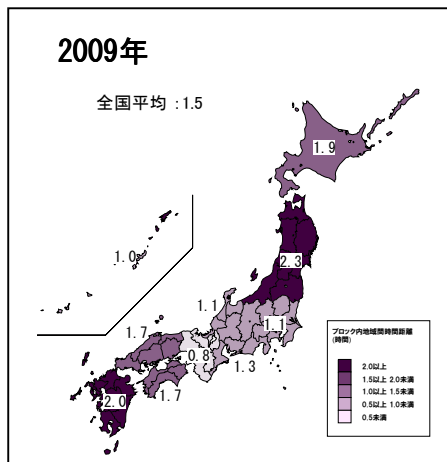 2009年
全国平均 :1.5
1.9
1.0
2.3
1.1
1.1
1.7
0.8
1.3
2.0
1.7
ブロック内地域間時間距離
(時間)
2.0以上
1.5以上 2.0未満
1.0以上 1.5未満
0.5以上 1.0未満
0.5未満